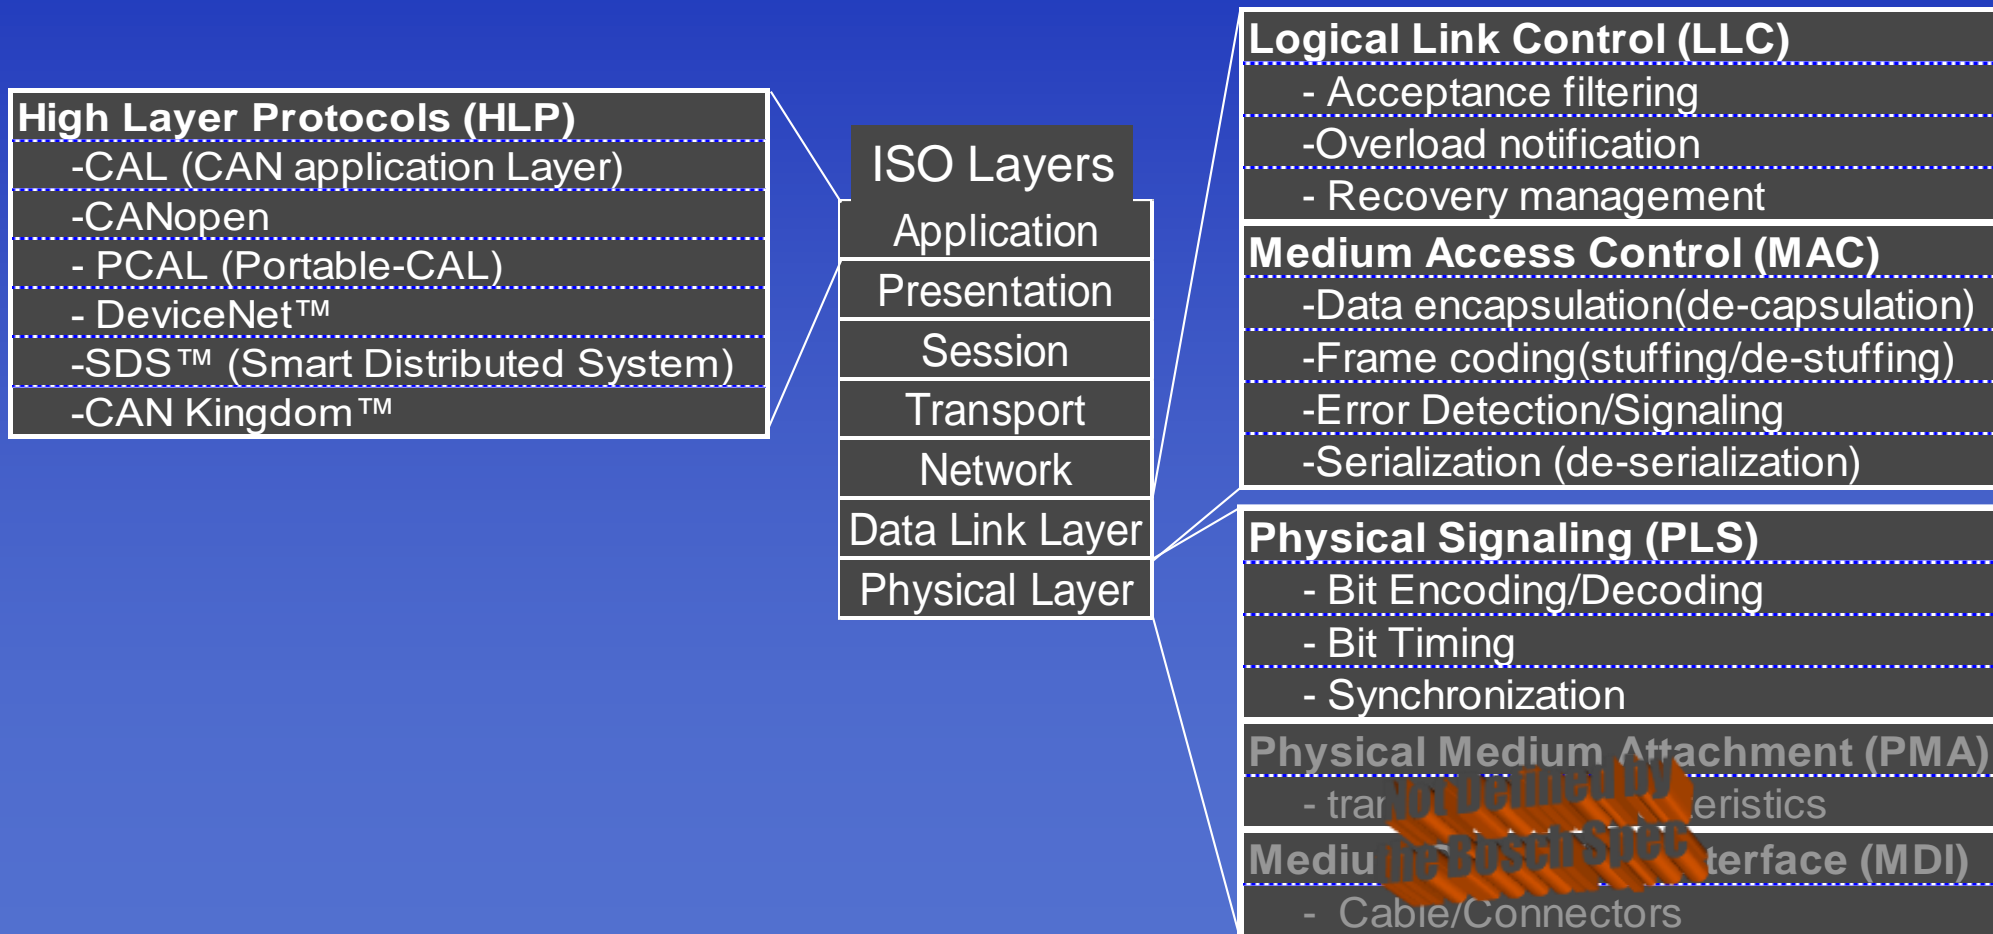 High Layer Protocols (HLP)
-CAL (CAN application Layer)
-CANopen
- PCAL (Portable-CAL)
- DeviceNet™
-SDS™ (Smart Distributed System)
-CAN Kingdom™
ISO Layers
Application
Presentation
Session
Transport
Network
Data Link Layer
Physical Layer
Logical Link Control (LLC)
- Acceptance filtering
-Overload notification
- Recovery management
Medium Access Control (MAC)
-Data encapsulation(de-capsulation)
-Frame coding(stuffing/de-stuffing)
-Error Detection/Signaling
-Serialization (de-serialization)
Physical Signaling (PLS)
- Bit Encoding/Decoding
- Bit Timing
- Synchronization
Physical Medium Attachment (PMA)
(MDI)
- Cable/Connectors
Not Defined by
The Bosch Spec